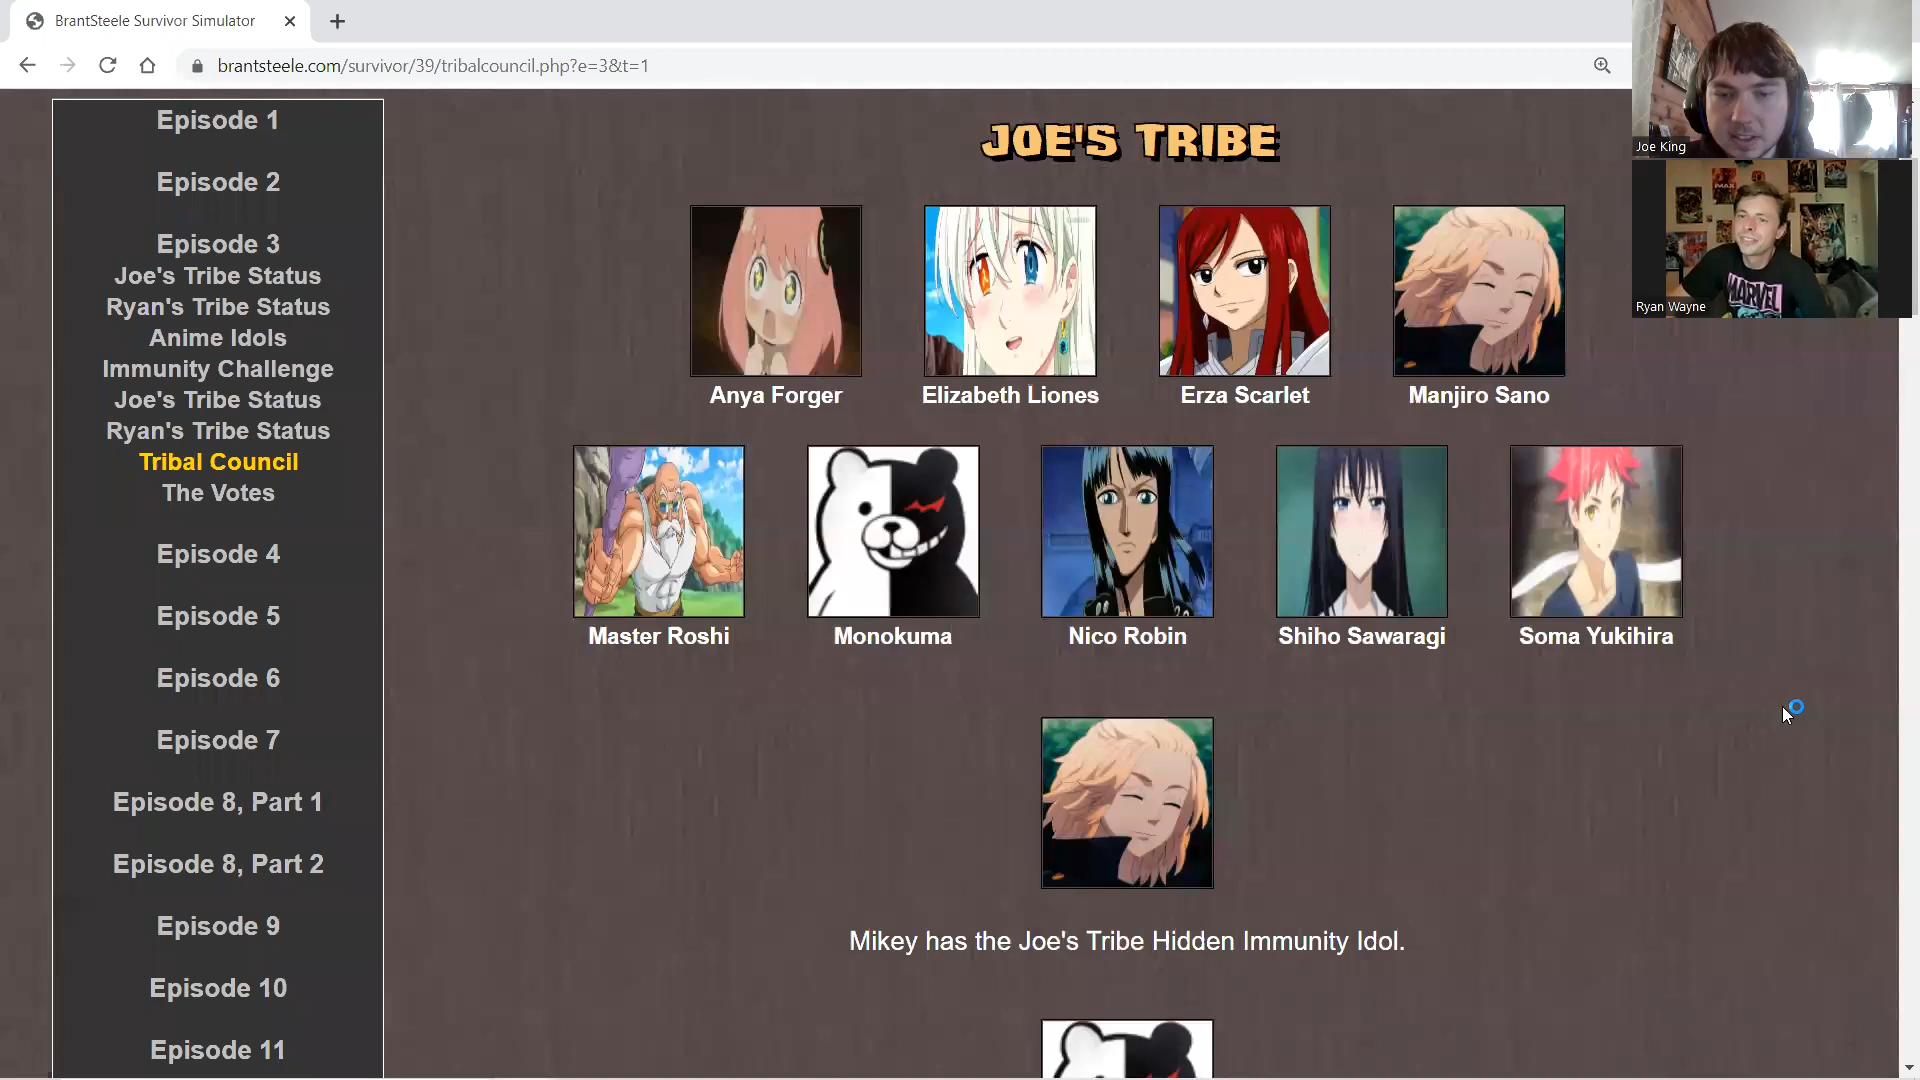 BrantSteele Survivor Simulator
brantsteele.com/survivor/39/tribalcouncil.php?e=3&t=1
Episode 1
Episode 2
Episode 3
Joe's Tribe Status
Ryan's Tribe Status
Anime Idols
Immunity Challenge
Joe's Tribe Status
Ryan's Tribe Status
Tribal Council
The Votes
Episode 4
Episode 5
Episode 6
Episode 7
Episode 8, Part 1
Episode 8, Part 2
Episode 9
Episode 10
Episode 11
JOE'S TRIBE
Anya Forger
Elizabeth Liones
Erza Scarlet
Manjiro Sano
Master Roshi
Monokuma
Nico Robin
Shiho Sawaragi
Soma Yukihira
Mikey has the Joe's Tribe Hidden Immunity Idol.
Joe King
MARVEL
Ryan Wayne